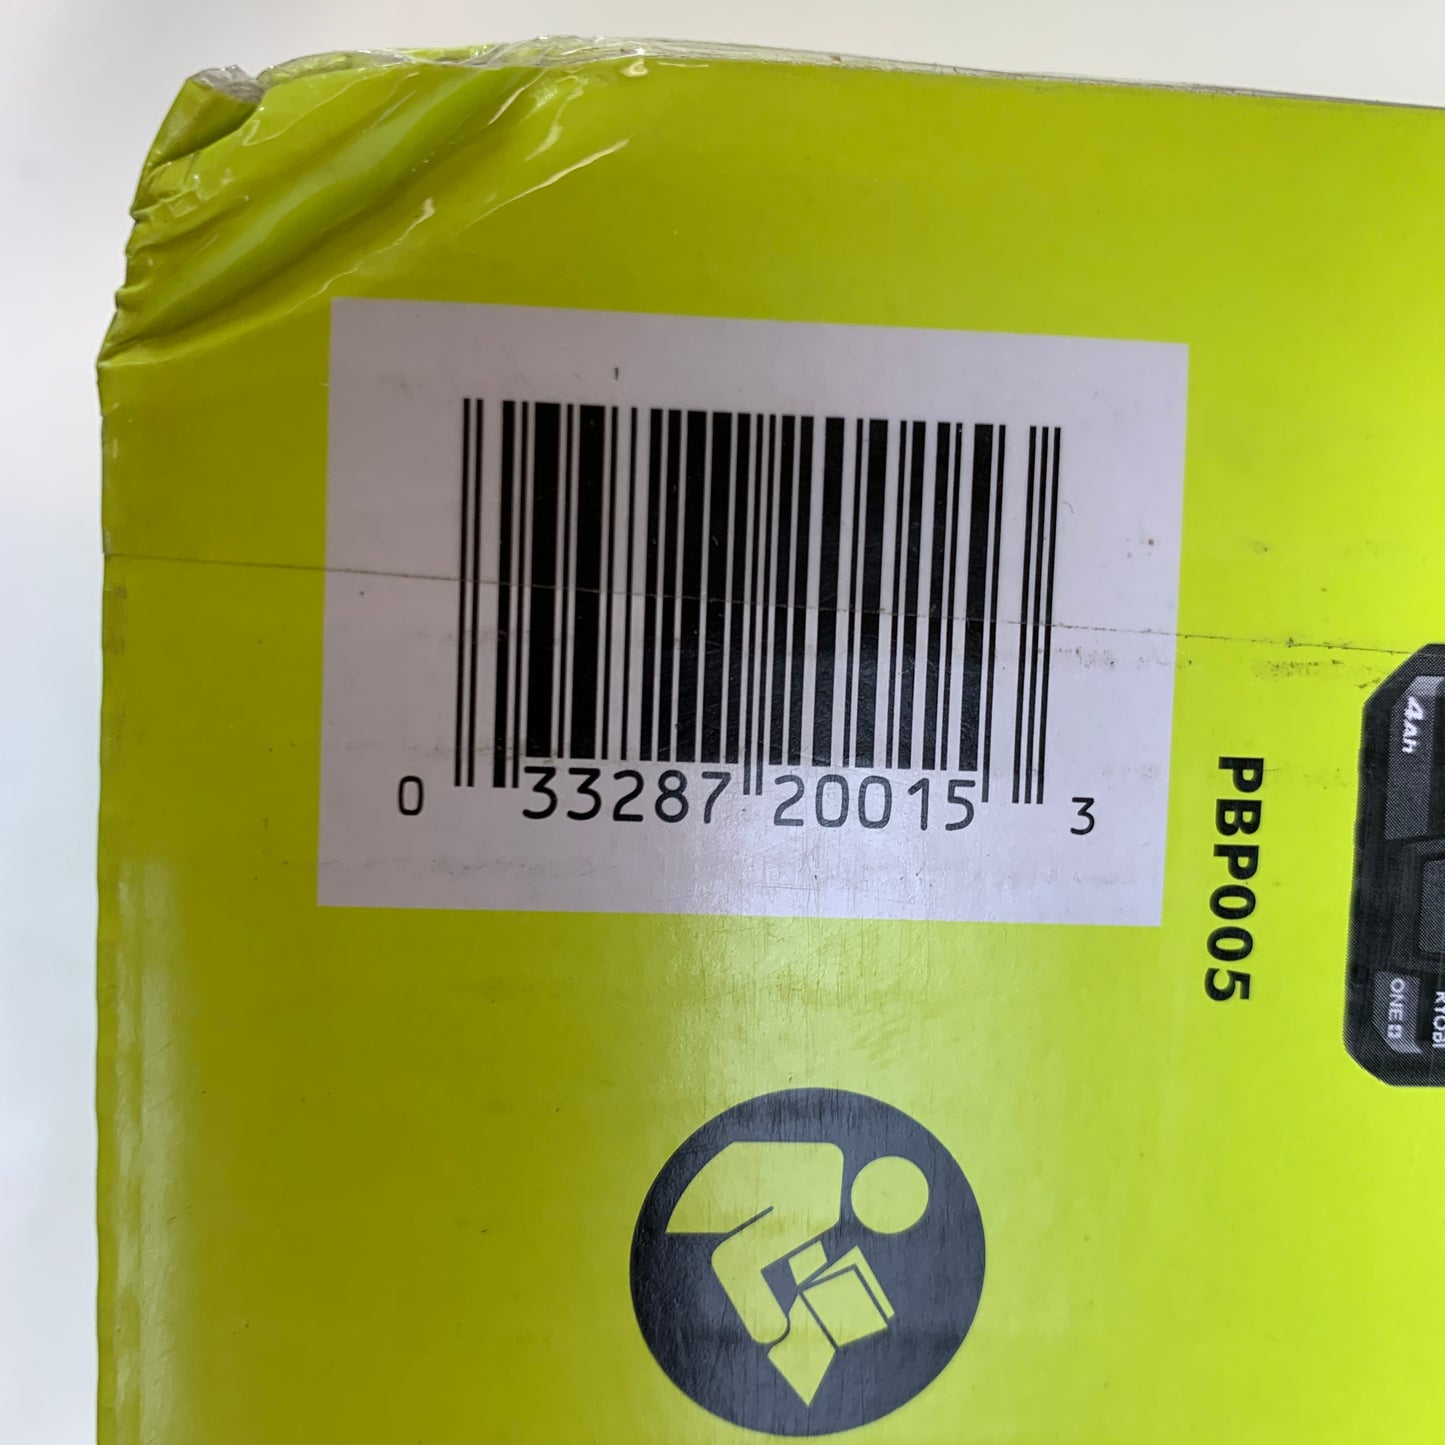 0 33287 20015 3
PBP005
4Ah
ONE+
RYOBI